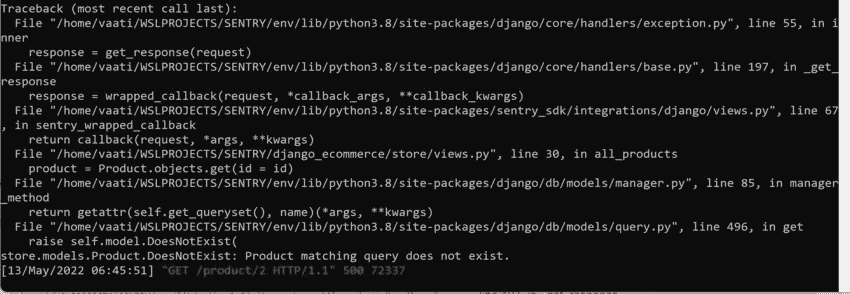 Traceback (most recent call last):
  File "/home/vaati/WSLPROJECTS/SENTRY/env/lib/python3.8/site-packages/django/core/handlers/exception.py", line 55, in i
nner
    response = get_response(request)
  File "/home/vaati/WSLPROJECTS/SENTRY/env/lib/python3.8/site-packages/django/core/handlers/base.py", line 197, in _get_
response
    response = wrapped_callback(request, *callback_args, **callback_kwargs)
  File "/home/vaati/WSLPROJECTS/SENTRY/env/lib/python3.8/site-packages/sentry_sdk/integrations/django/views.py", line 67
, in sentry_wrapped_callback
    return callback(request, *args, **kwargs)
  File "/home/vaati/WSLPROJECTS/SENTRY/django_ecommerce/store/views.py", line 30, in all_products
    product = Product.objects.get(id = id)
  File "/home/vaati/WSLPROJECTS/SENTRY/env/lib/python3.8/site-packages/django/db/models/manager.py", line 85, in manager
_method
    return getattr(self.get_queryset(), name)(*args, **kwargs)
  File "/home/vaati/WSLPROJECTS/SENTRY/env/lib/python3.8/site-packages/django/db/models/query.py", line 496, in get
    raise self.model.DoesNotExist(
store.models.Product.DoesNotExist: Product matching query does not exist.
[13/May/2022 06:45:51] "GET /product/2 HTTP/1.1" 500 72337